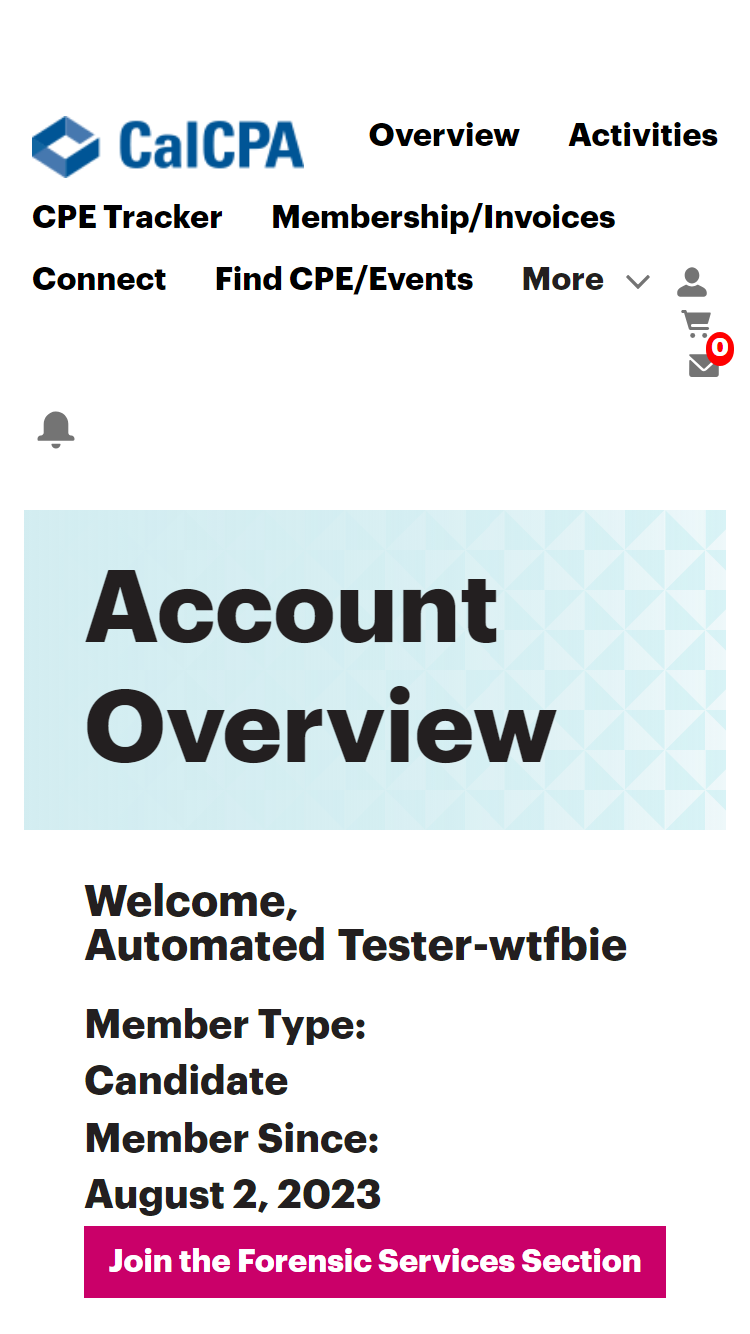 CalCPA Overview Activities
CPE Tracker Membership/Invoices
Connect Find CPE/Events More
0
Account
Overview
Welcome,
Automated Tester-wtfbie
Member Type:
Candidate
Member Since:
August 2, 2023
Join the Forensic Services Section